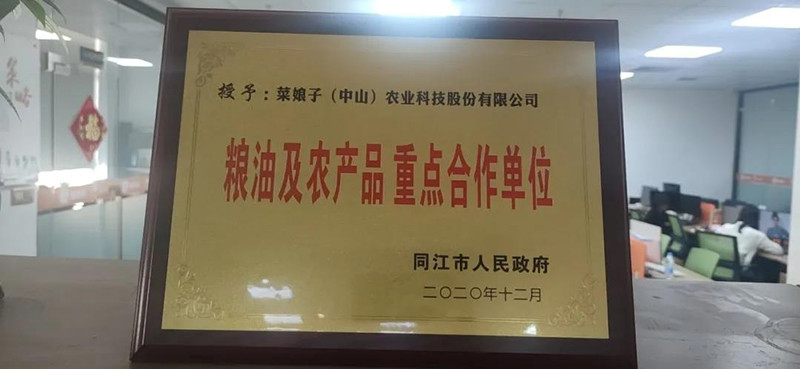 授予：菜娘子（中山）农业科技股份有限公司
粮油及农产品 重点合作单位
同江市人民政府
二〇二〇年十二月
福